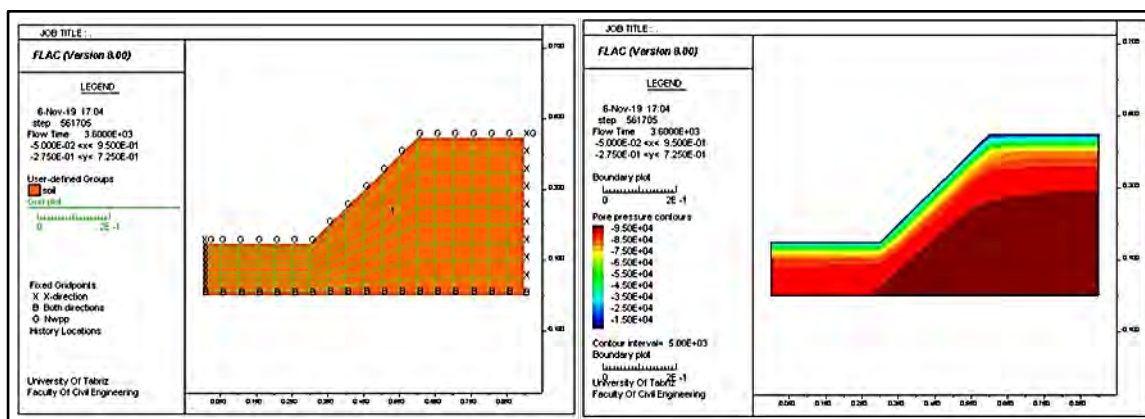 JOB TITLE : .
FLAC (Version 8.00)
LEGEND
6-Nov-19 17:04
step 561705
Flow Time 3.6000E+03
-5.000E-02 <x< 9.500E-01
-2.750E-01 <y< 7.250E-01
User-defined Groups
soil
Grid plot
0 2E -1
Fixed Gridpoints
X X-direction
B Both directions
O Nwpp
History Locations
University Of Tabriz
Faculty Of Civil Engineering
JOB TITLE : .
FLAC (Version 8.00)
LEGEND
6-Nov-19 17:04
step 561705
Flow Time 3.6000E+03
-5.000E-02 <x< 9.500E-01
-2.750E-01 <y< 7.250E-01
Boundary plot
0 2E -1
Pore pressure contours
-9.50E+04
-8.50E+04
-7.50E+04
-6.50E+04
-5.50E+04
-4.50E+04
-3.50E+04
-2.50E+04
-1.50E+04
Contour interval= 5.00E+03
Boundary plot
0 2E -1
University Of Tabriz
Faculty Of Civil Engineering